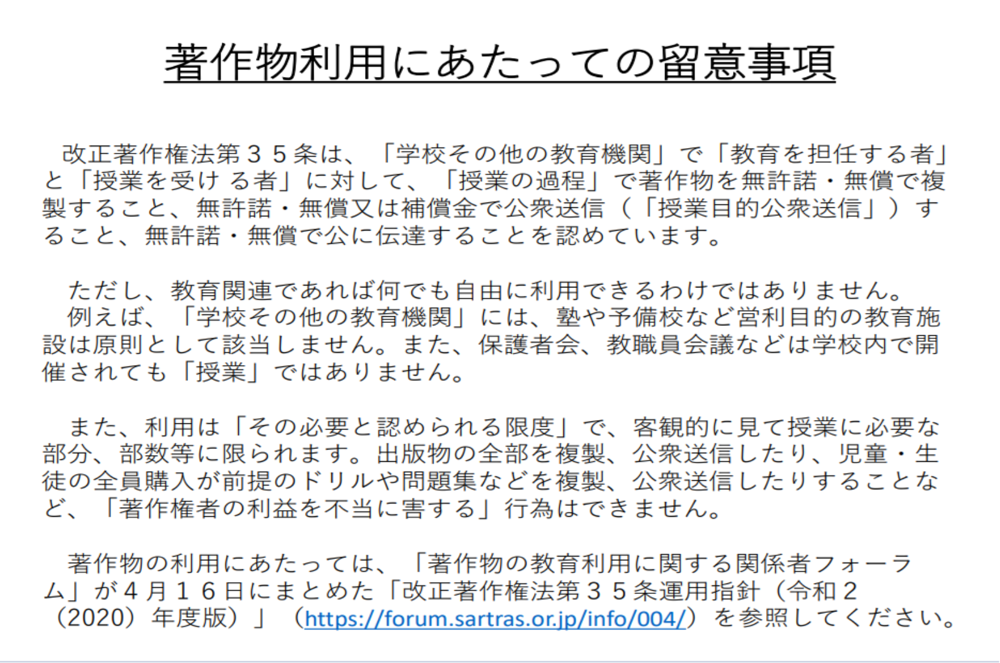 著作物利用にあたっての留意事項
改正著作権法第３５条は、「学校その他の教育機関」で「教育を担任する者」
と「授業を受け る者」に対して、「授業の過程」で著作物を無許諾・無償で複
製すること、無許諾・無償又は補償金で公衆送信（「授業目的公衆送信」）す
ること、無許諾・無償で公に伝達することを認めています。
ただし、教育関連であれば何でも自由に利用できるわけではありません。
例えば、「学校その他の教育機関」には、塾や予備校など営利目的の教育施
設は原則として該当しません。また、保護者会、教職員会議などは学校内で開
催されても「授業」ではありません。
また、利用は「その必要と認められる限度」で、客観的に見て授業に必要な
部分、部数等に限られます。出版物の全部を複製、公衆送信したり、児童・生
徒の全員購入が前提のドリルや問題集などを複製、公衆送信したりすることな
ど、「著作権者の利益を不当に害する」行為はできません。
著作物の利用にあたっては、「著作物の教育利用に関する関係者フォーラ
ム」が４月１６日にまとめた「改正著作権法第３５条運用指針（令和２
（2020）年度版）」（https://forum.sartras.or.jp/info/004/）を参照してください。